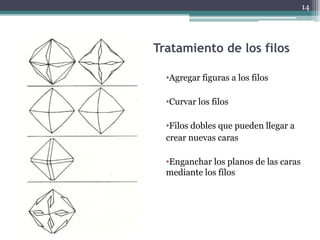 14
Tratamiento de los filos
•Agregar figuras a los filos
•Curvar los filos
•Filos dobles que pueden llegar a
crear nuevas caras
•Enganchar los planos de las caras
mediante los filos